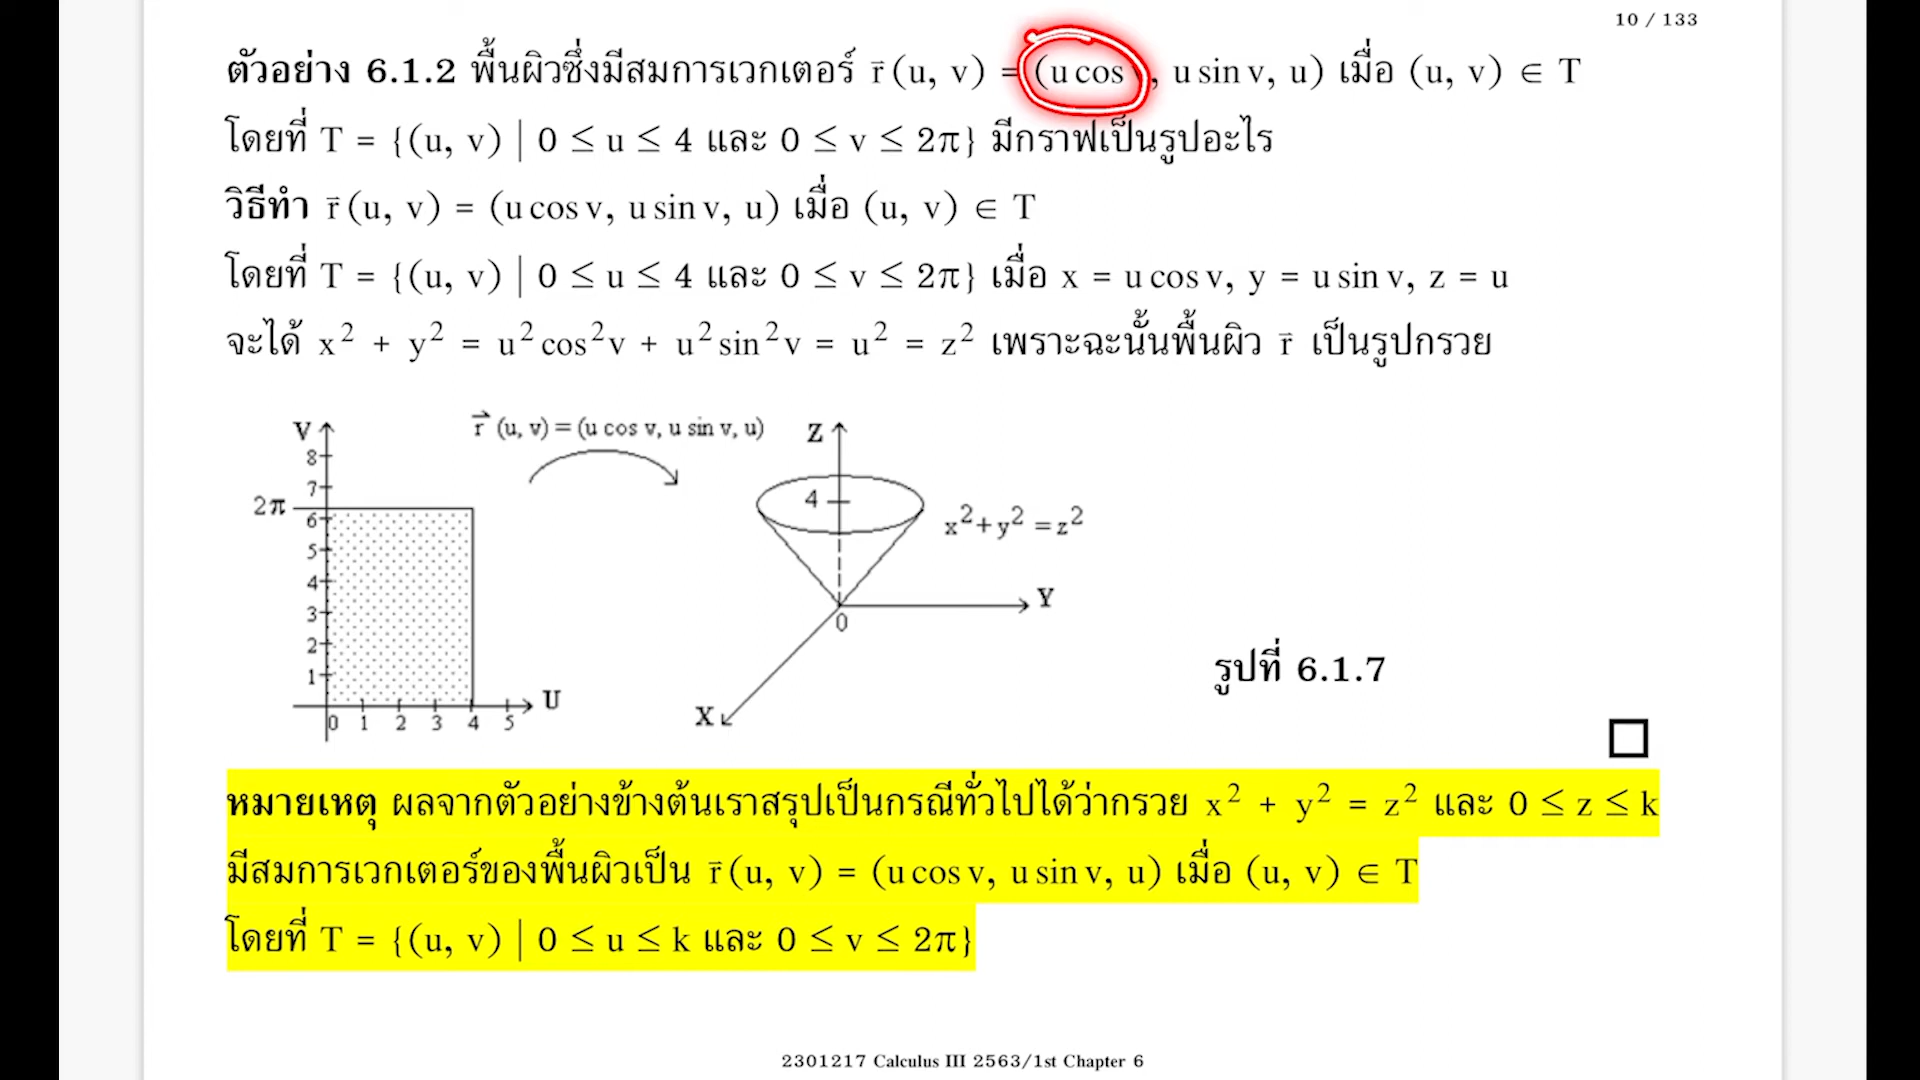 10 / 133
ตัวอย่าง 6.1.2 พื้นผิวซึ่งมีสมการเวกเตอร์ r⃗(u, v) = (u cos , u sin v, u) เมื่อ (u, v) ∈ T
โดยที่ T = {(u, v) | 0 ≤ u ≤ 4 และ 0 ≤ v ≤ 2π} มีกราฟเป็นรูปอะไร
วิธีทำ r⃗(u, v) = (u cos v, u sin v, u) เมื่อ (u, v) ∈ T
โดยที่ T = {(u, v) | 0 ≤ u ≤ 4 และ 0 ≤ v ≤ 2π} เมื่อ x = u cos v, y = u sin v, z = u
จะได้ x² + y² = u²cos²v + u²sin²v = u² = z² เพราะฉะนั้นพื้นผิว r⃗ เป็นรูปกรวย
r⃗ (u, v) = (u cos v, u sin v, u)
V
8
7
2π
6
5
4
3
2
1
0 1 2 3 4 5
U
Z
4
x²+y² =z²
Y
0
X
รูปที่ 6.1.7
หมายเหตุ ผลจากตัวอย่างข้างต้นเราสรุปเป็นกรณีทั่วไปได้ว่ากรวย x² + y² = z² และ 0 ≤ z ≤ k
มีสมการเวกเตอร์ของพื้นผิวเป็น r⃗(u, v) = (u cos v, u sin v, u) เมื่อ (u, v) ∈ T
โดยที่ T = {(u, v) | 0 ≤ u ≤ k และ 0 ≤ v ≤ 2π}
2301217 Calculus III 2563/1st Chapter 6